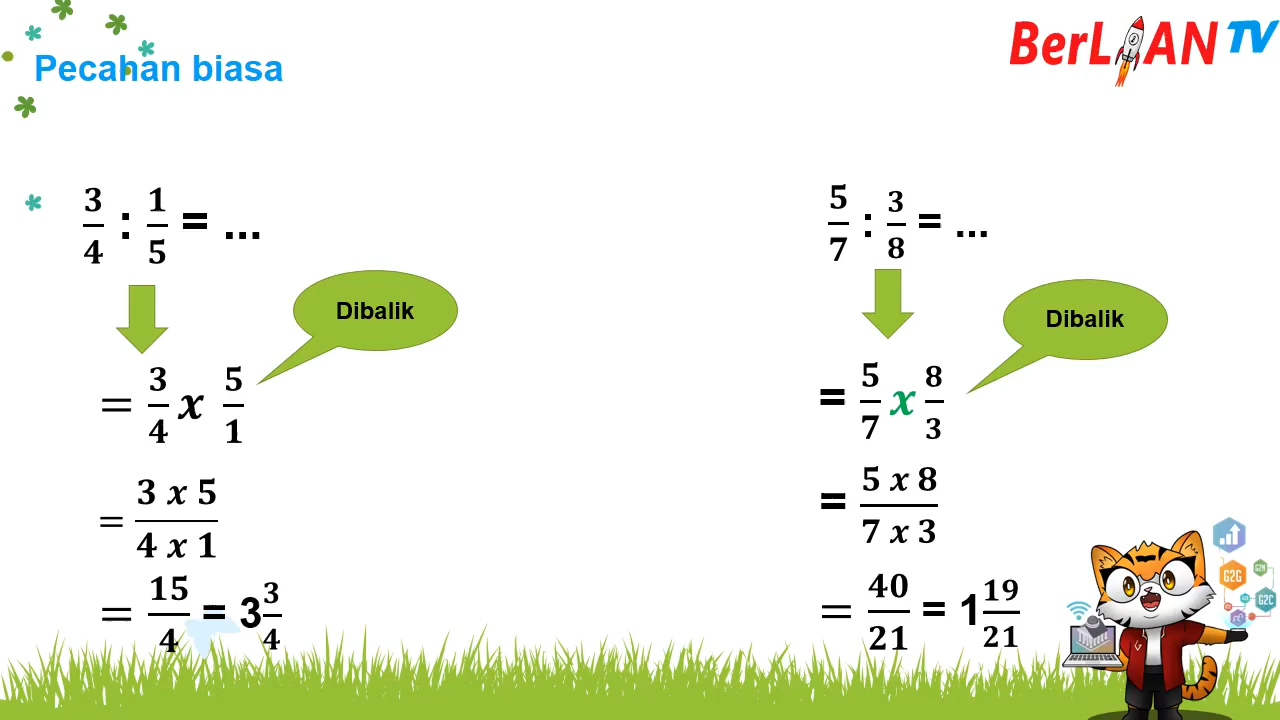 BerLIAN TV
Pecahan biasa
3/4 : 1/5 = ...
Dibalik
= 3/4 x 5/1
= 3 x 5 / 4 x 1
= 15/4 = 3 3/4
5/7 : 3/8 = ...
Dibalik
= 5/7 x 8/3
= 5 x 8 / 7 x 3
= 40/21 = 1 19/21
G2G
G2C